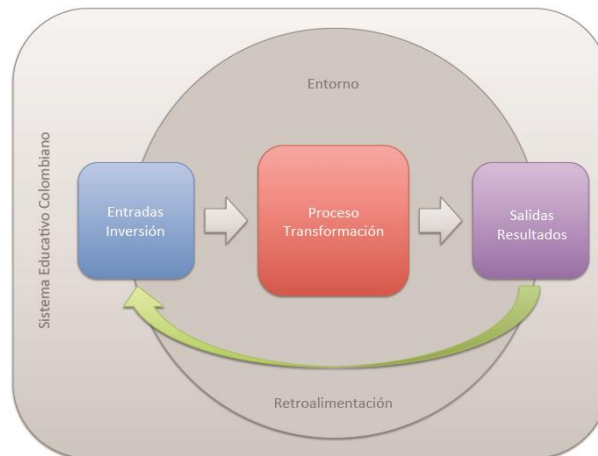 Sistema Educativo Colombiano
Entorno
Entradas
Inversión
Proceso
Transformación
Salidas
Resultados
Retroalimentación